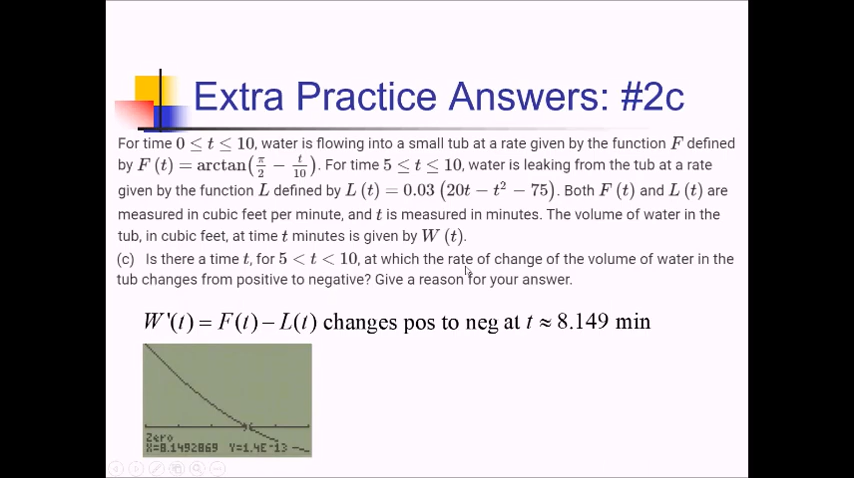 Extra Practice Answers: #2c
For time 0 ≤ t ≤ 10, water is flowing into a small tub at a rate given by the function F defined
by F (t) = arctan(π/2 − t/10). For time 5 ≤ t ≤ 10, water is leaking from the tub at a rate
given by the function L defined by L (t) = 0.03 (20t − t² − 75). Both F (t) and L (t) are
measured in cubic feet per minute, and t is measured in minutes. The volume of water in the
tub, in cubic feet, at time t minutes is given by W (t).
(c) Is there a time t, for 5 < t < 10, at which the rate of change of the volume of water in the
tub changes from positive to negative? Give a reason for your answer.
W'(t) = F(t) − L(t) changes pos to neg at t ≈ 8.149 min
Zero
X=8.1492869 Y=1.4E-13